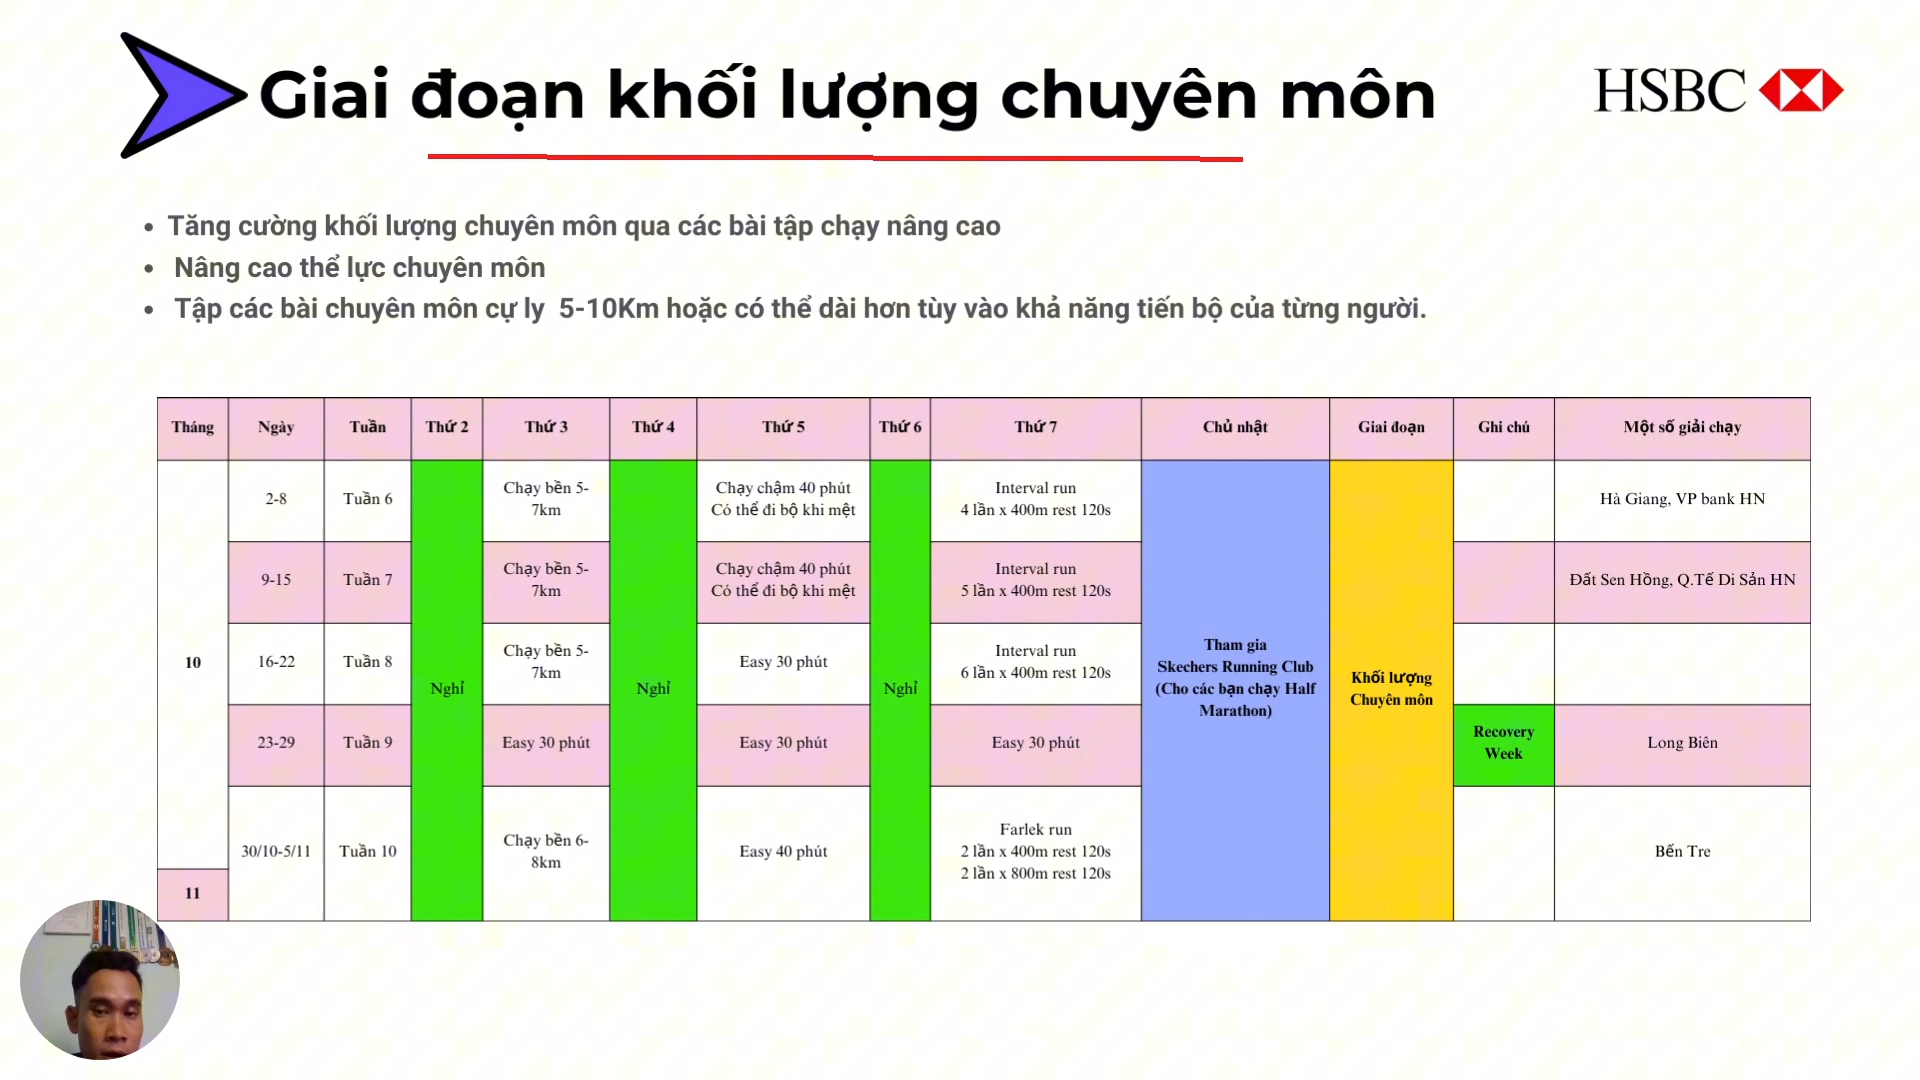 Giai đoạn khối lượng chuyên môn
HSBC
Tăng cường khối lượng chuyên môn qua các bài tập chạy nâng cao
Nâng cao thể lực chuyên môn
Tập các bài chuyên môn cự ly 5-10Km hoặc có thể dài hơn tùy vào khả năng tiến bộ của từng người.
Tháng Ngày Tuần Thứ 2 Thứ 3 Thứ 4 Thứ 5 Thứ 6 Thứ 7 Chủ nhật Giai đoạn Ghi chú Một số giải chạy
10
2-8
Tuần 6
Nghỉ
Chạy bền 5-
7km
Nghỉ
Chạy chậm 40 phút
Có thể đi bộ khi mệt
Nghỉ
Interval run
4 lần x 400m rest 120s
Tham gia
Skechers Running Club
(Cho các bạn chạy Half
Marathon)
Khối lượng
Chuyên môn
Hà Giang, VP bank HN
9-15
Tuần 7
Chạy bền 5-
7km
Chạy chậm 40 phút
Có thể đi bộ khi mệt
Interval run
5 lần x 400m rest 120s
Đất Sen Hồng, Q.Tế Di Sản HN
16-22
Tuần 8
Chạy bền 5-
7km
Easy 30 phút
Interval run
6 lần x 400m rest 120s
23-29
Tuần 9
Easy 30 phút
Easy 30 phút
Easy 30 phút
Recovery
Week
Long Biên
30/10-5/11
Tuần 10
Chạy bền 6-
8km
Easy 40 phút
Farlek run
2 lần x 400m rest 120s
2 lần x 800m rest 120s
Bến Tre
11